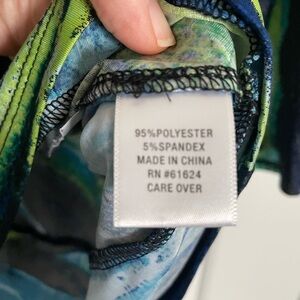 95%POLYESTER
5%SPANDEX
MADE IN CHINA
RN #61624
CARE OVER